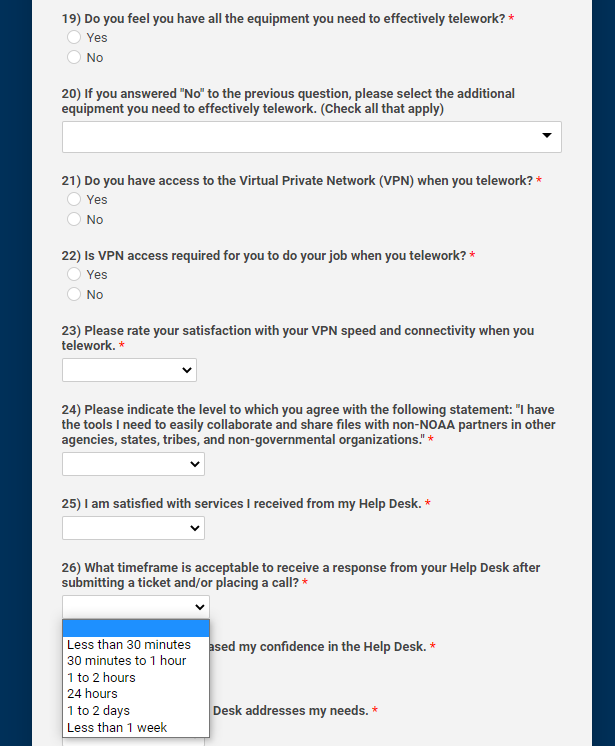 19) Do you feel you have all the equipment you need to effectively telework? *
Yes
No
20) If you answered "No" to the previous question, please select the additional
equipment you need to effectively telework. (Check all that apply)
21) Do you have access to the Virtual Private Network (VPN) when you telework? *
Yes
No
22) Is VPN access required for you to do your job when you telework? *
Yes
No
23) Please rate your satisfaction with your VPN speed and connectivity when you
telework. *
24) Please indicate the level to which you agree with the following statement: "I have
the tools I need to easily collaborate and share files with non-NOAA partners in other
agencies, states, tribes, and non-governmental organizations." *
25) I am satisfied with services I received from my Help Desk. *
26) What timeframe is acceptable to receive a response from your Help Desk after
submitting a ticket and/or placing a call? *
Less than 30 minutes
30 minutes to 1 hour
1 to 2 hours
24 hours
1 to 2 days
Less than 1 week
ased my confidence in the Help Desk. *
Desk addresses my needs. *